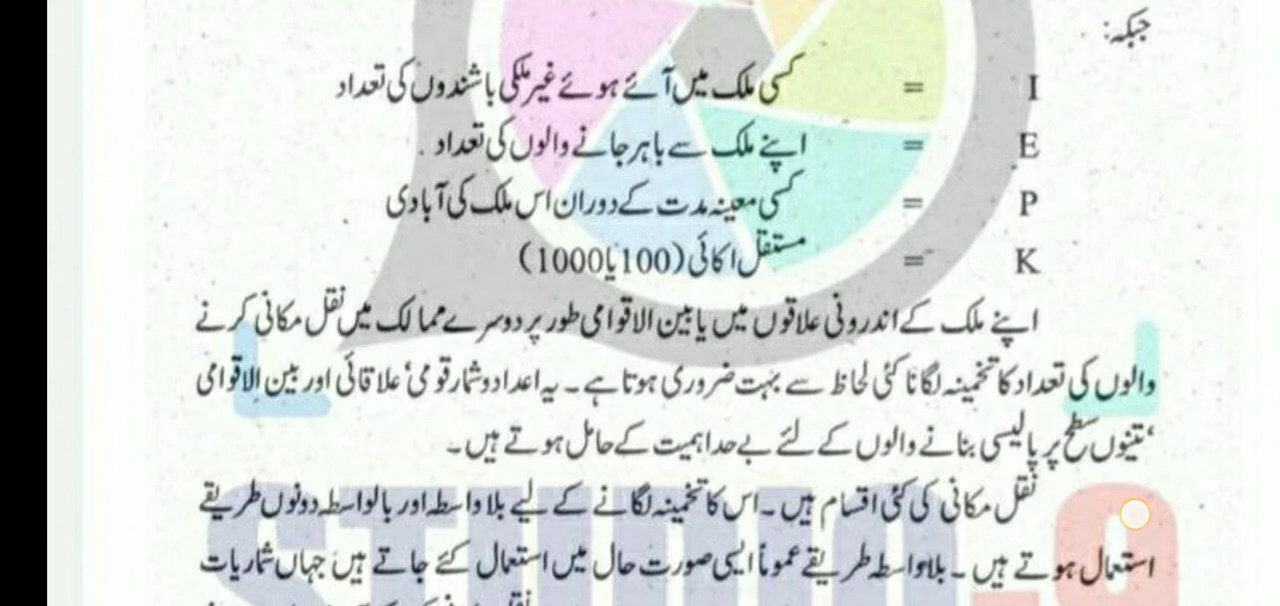 جبکہ:
I = کسی ملک میں آئے ہوئے غیر ملکی باشندوں کی تعداد
E = اپنے ملک سے باہر جانے والوں کی تعداد .
P = کسی معینہ مدت کے دوران اس ملک کی آبادی
K = مستقل اکائی (100 یا 1000)
اپنے ملک کے اندرونی علاقوں میں یا بین الاقوامی طور پر دوسرے ممالک میں نقل مکانی کرنے
والوں کی تعداد کا تخمینہ لگانا کئی لحاظ سے بہت ضروری ہوتا ہے۔ یہ اعداد و شمار قومی‘ علاقائی اور بین الاقوامی
‘تینوں سطح پر پالیسی بنانے والوں کے لئے بے حد اہمیت کے حامل ہوتے ہیں۔
نقل مکانی کی کئی اقسام ہیں۔ اس کا تخمینہ لگانے کے لیے بلاواسطہ اور بالواسطہ دونوں طریقے
استعمال ہوتے ہیں۔ بلاواسطہ طریقے عموماً ایسی صورت حال میں استعمال کئے جاتے ہیں جہاں شماریات
STUDIO-9